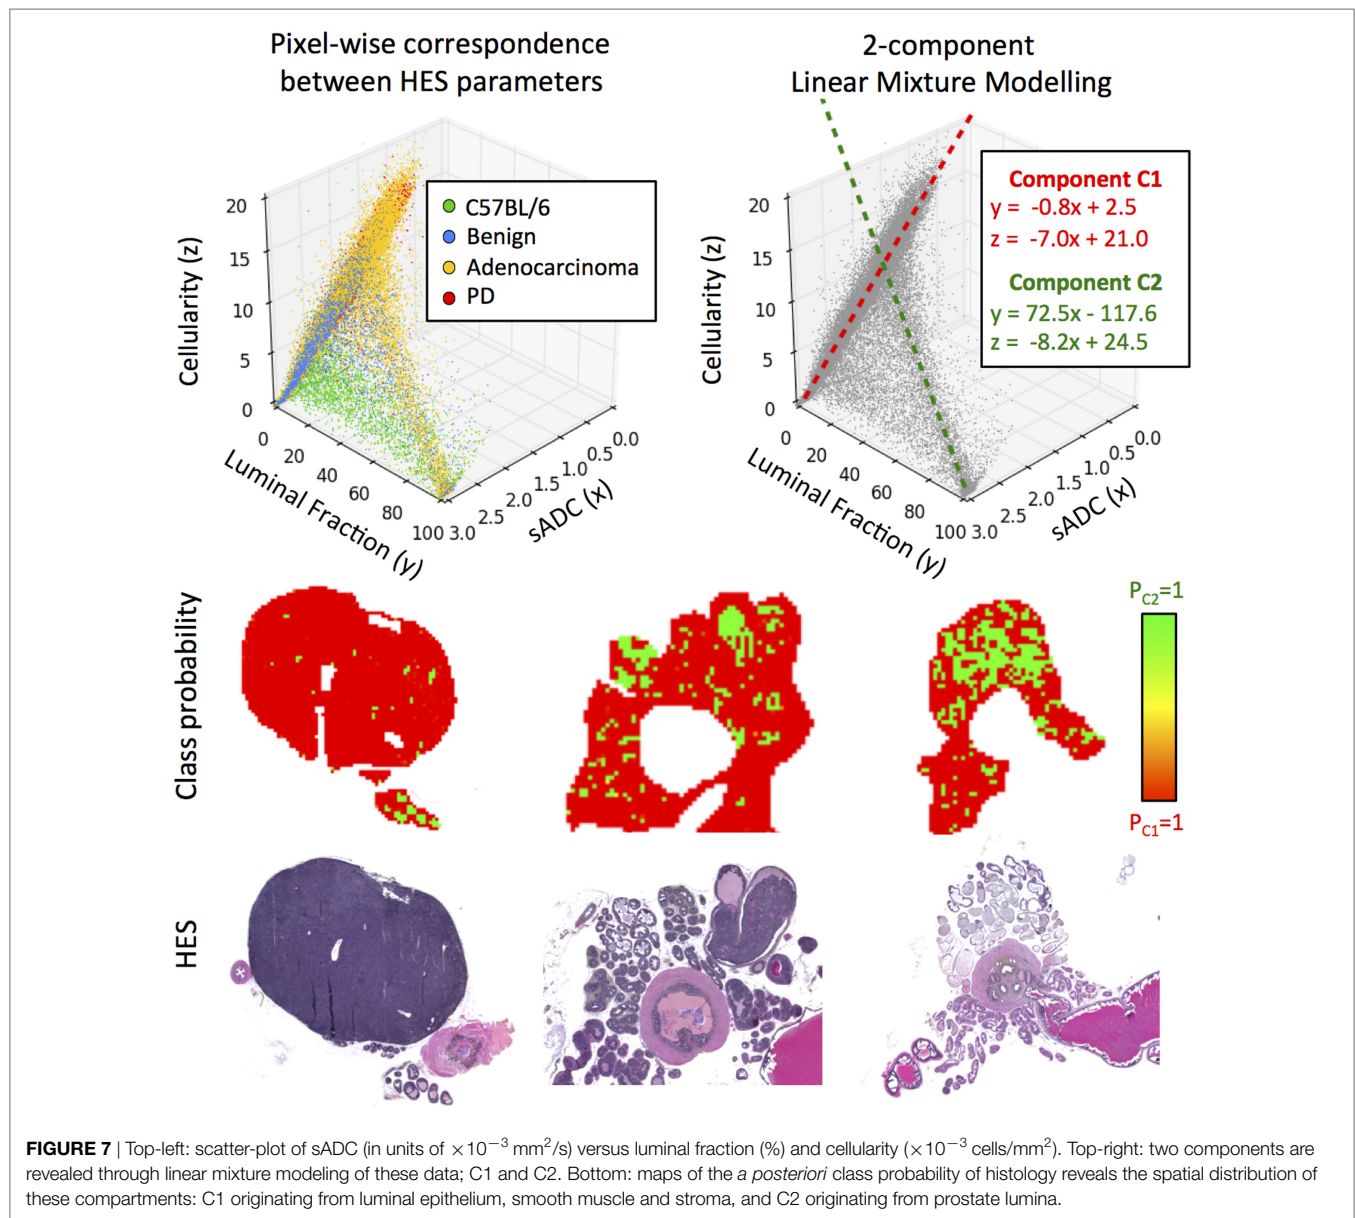 Pixel-wise correspondence
between HES parameters
2-component
Linear Mixture Modelling
Cellularity (z)
20
15
10
5
0
0
20
40
60
80
100
Luminal Fraction (y)
3.0
2.5
2.0
1.5
1.0
0.5
0.0
sADC (x)
C57BL/6
Benign
Adenocarcinoma
PD
Cellularity (z)
20
15
10
5
0
0
20
40
60
80
100
Luminal Fraction (y)
3.0
2.5
2.0
1.5
1.0
0.5
0.0
sADC (x)
Component C1
y = -0.8x + 2.5
z = -7.0x + 21.0
Component C2
y = 72.5x - 117.6
z = -8.2x + 24.5
Class probability
P_C2=1
P_C1=1
HES
FIGURE 7 | Top-left: scatter-plot of sADC (in units of ×10⁻³ mm²/s) versus luminal fraction (%) and cellularity (×10⁻³ cells/mm²). Top-right: two components are
revealed through linear mixture modeling of these data; C1 and C2. Bottom: maps of the a posteriori class probability of histology reveals the spatial distribution of
these compartments: C1 originating from luminal epithelium, smooth muscle and stroma, and C2 originating from prostate lumina.